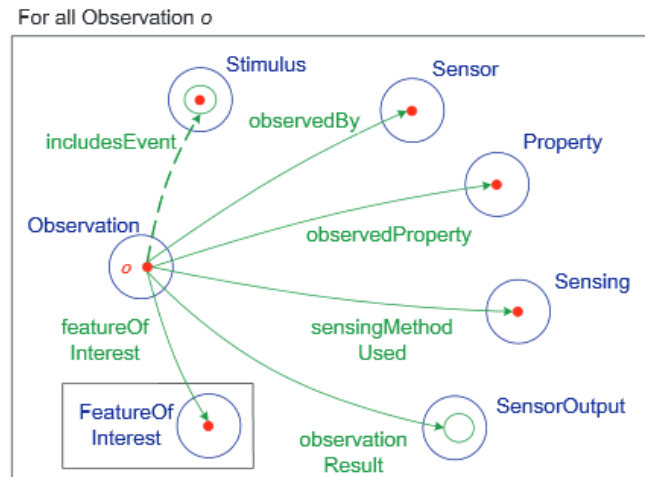 For all Observation o
Stimulus
Sensor
includesEvent
observedBy
Property
Observation
observedProperty
o
Sensing
featureOf
Interest
sensingMethod
Used
FeatureOf
Interest
SensorOutput
observation
Result